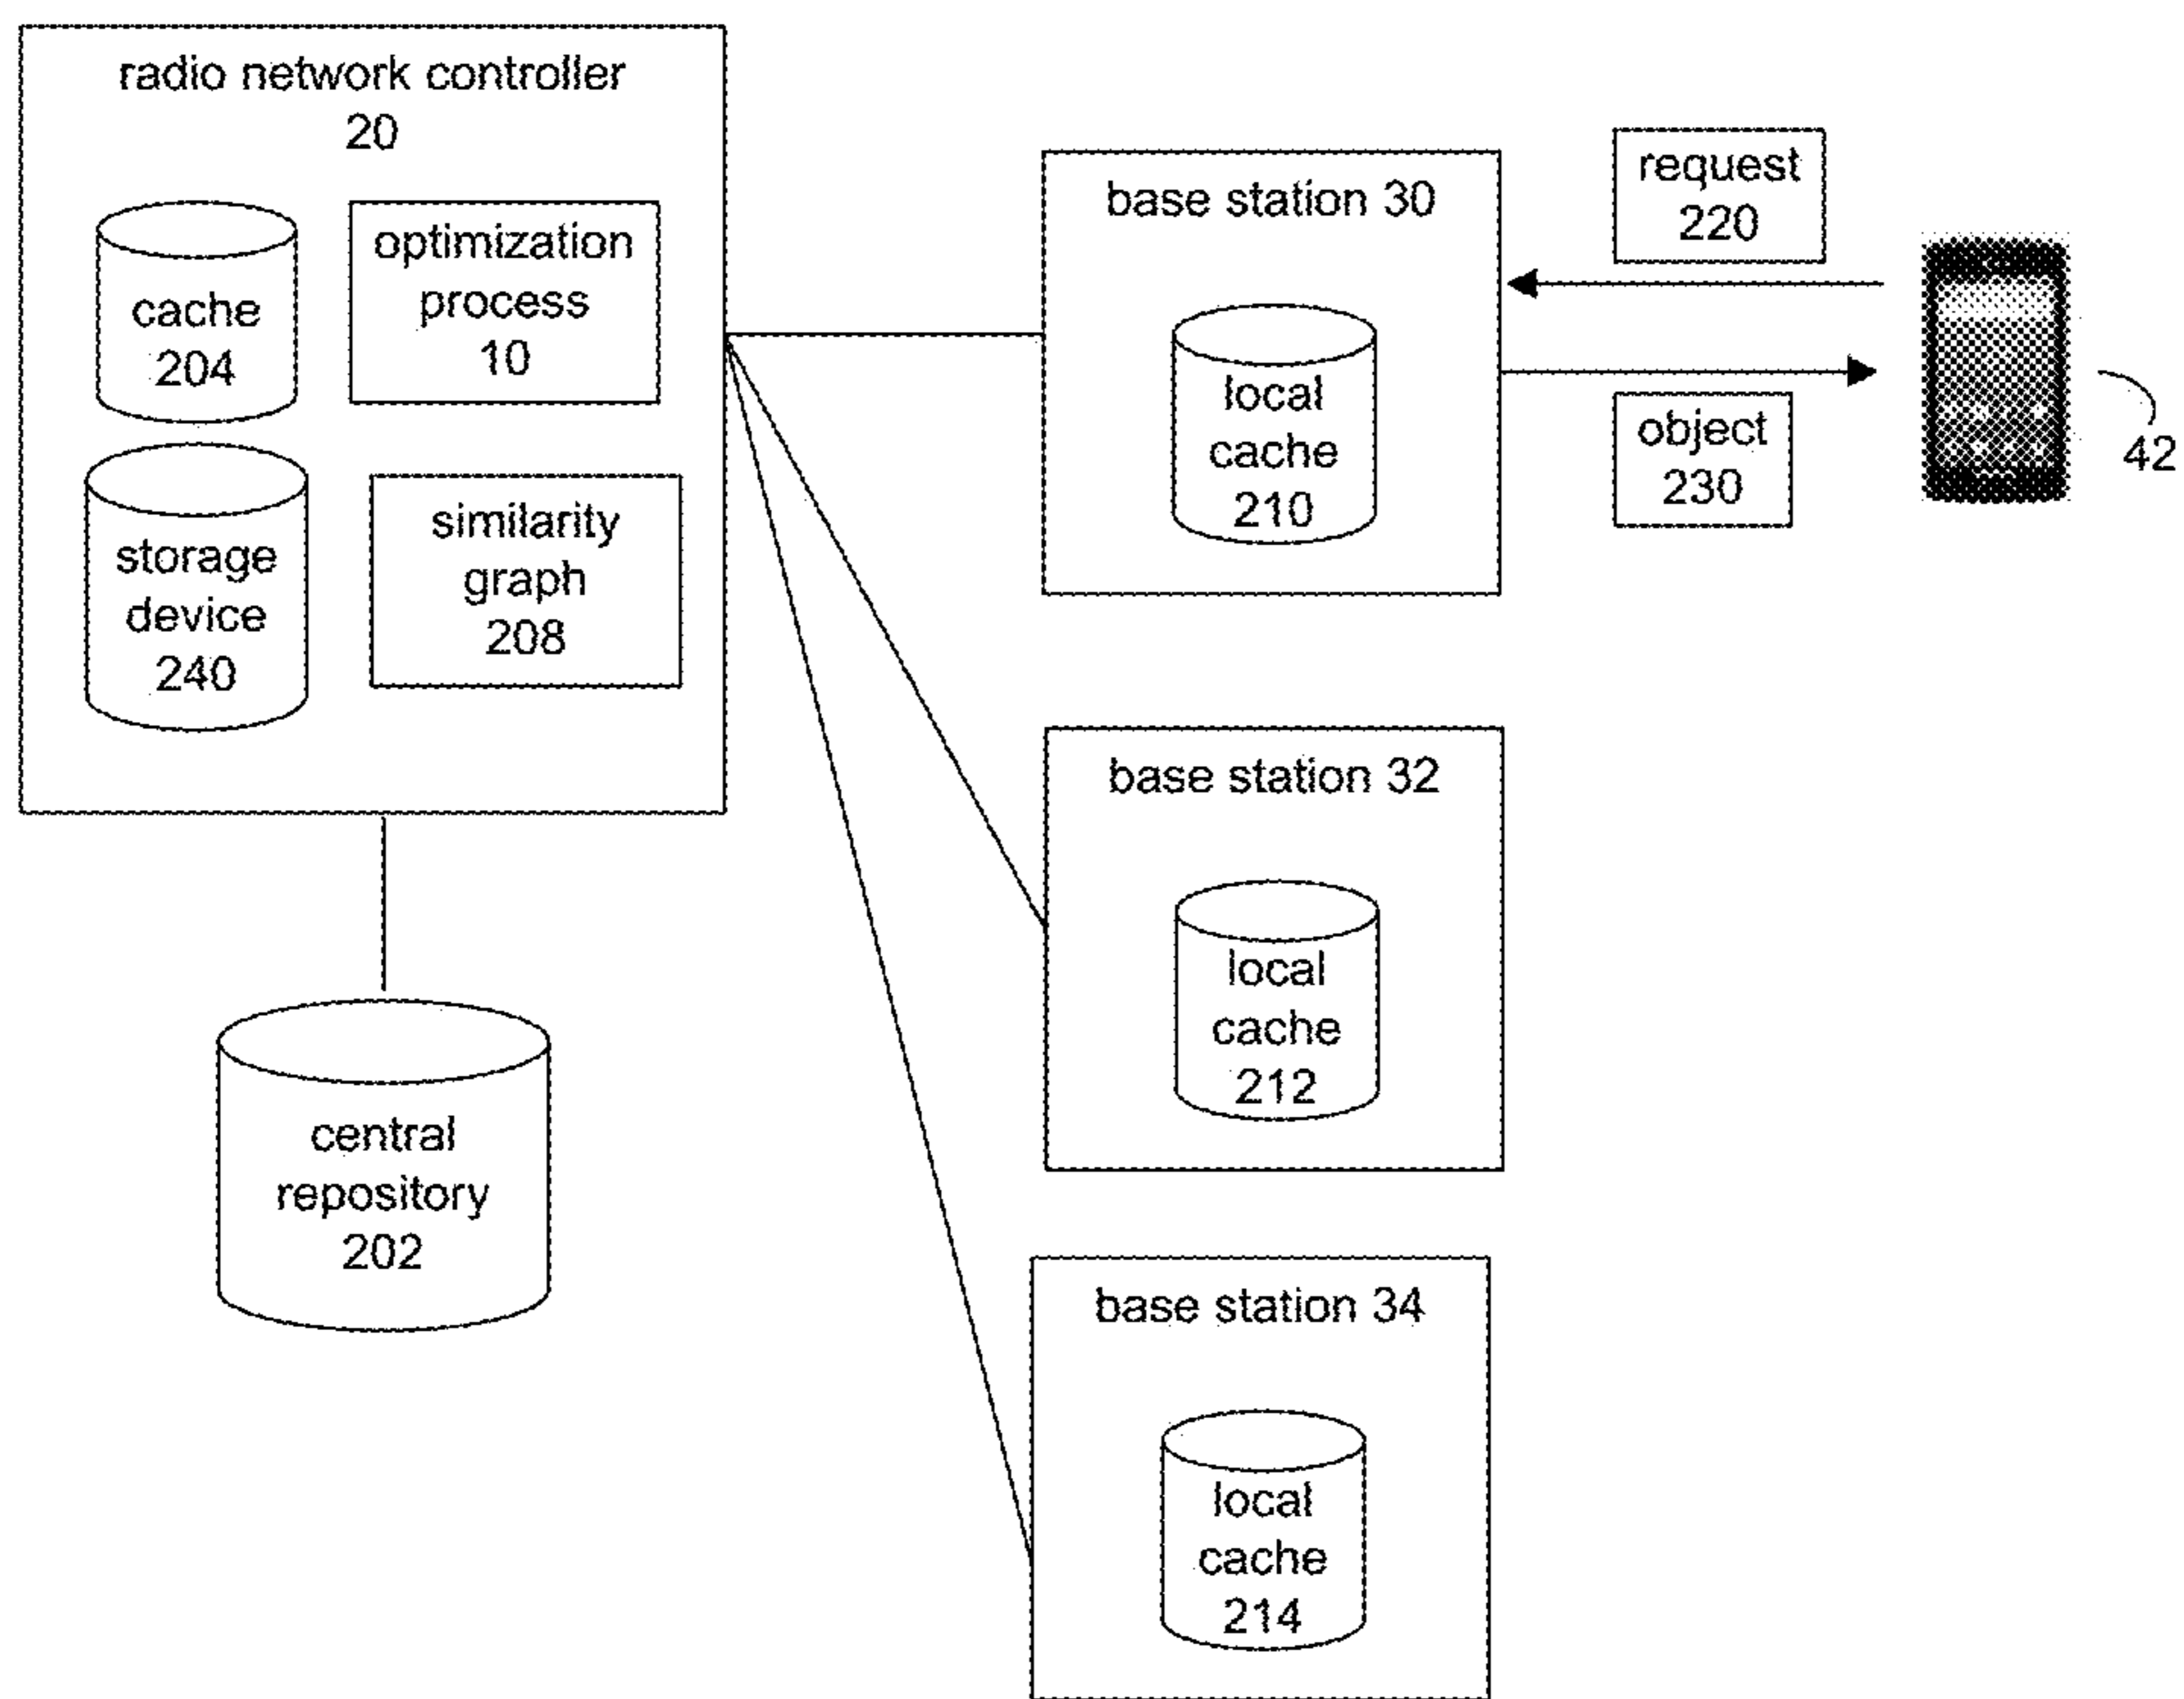 radio network controller
20
cache
204
optimization
process
10
storage
device
240
similarity
graph
208
central
repository
202
base station 30
local
cache
210
request
220
object
230
42
base station 32
local
cache
212
base station 34
local
cache
214